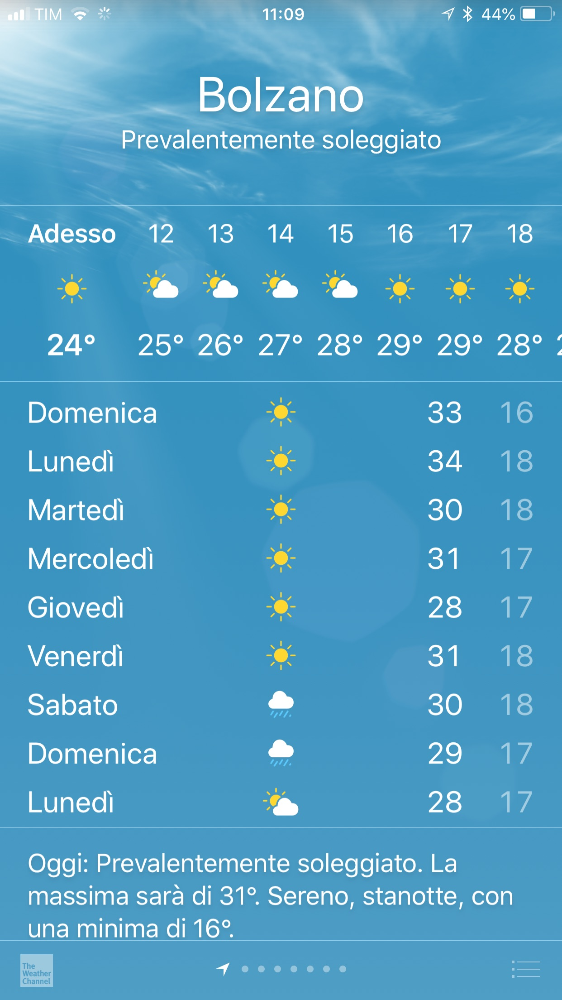 TIM 11:09 44%
Bolzano
Prevalentemente soleggiato
Adesso 12 13 14 15 16 17 18
24° 25° 26° 27° 28° 29° 29° 28°
Domenica 33 16
Lunedì 34 18
Martedì 30 18
Mercoledì 31 17
Giovedì 28 17
Venerdì 31 18
Sabato 30 18
Domenica 29 17
Lunedì 28 17
Oggi: Prevalentemente soleggiato. La
massima sarà di 31°. Sereno, stanotte, con
una minima di 16°.
The
Weather
Channel